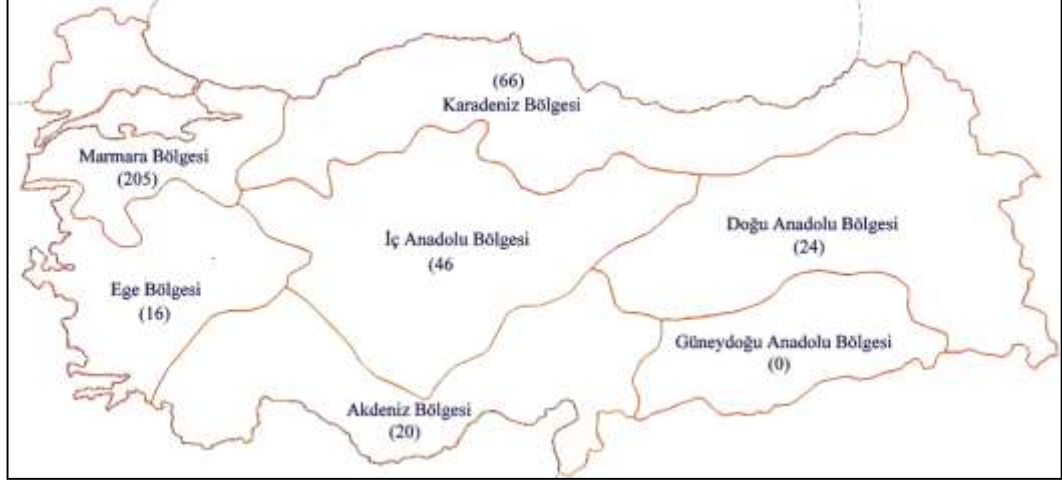 (66)
Karadeniz Bölgesi
Marmara Bölgesi
(205)
Doğu Anadolu Bölgesi
(24)
İç Anadolu Bölgesi
(46
Ege Bölgesi
(16)
Güneydoğu Anadolu Bölgesi
(0)
Akdeniz Bölgesi
(20)